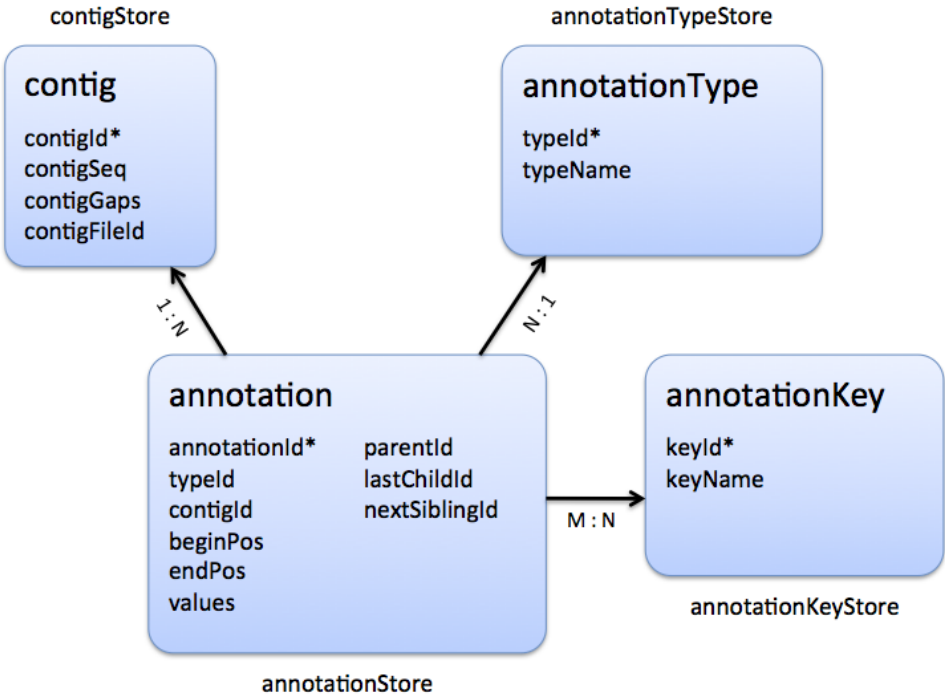 contigStore
contig
contigId*
contigSeq
contigGaps
contigFileId
annotationTypeStore
annotationType
typeId*
typeName
1 : N
N : 1
annotation
annotationId*
typeId
contigId
beginPos
endPos
values
parentId
lastChildId
nextSiblingId
annotationStore
M : N
annotationKey
keyId*
keyName
annotationKeyStore